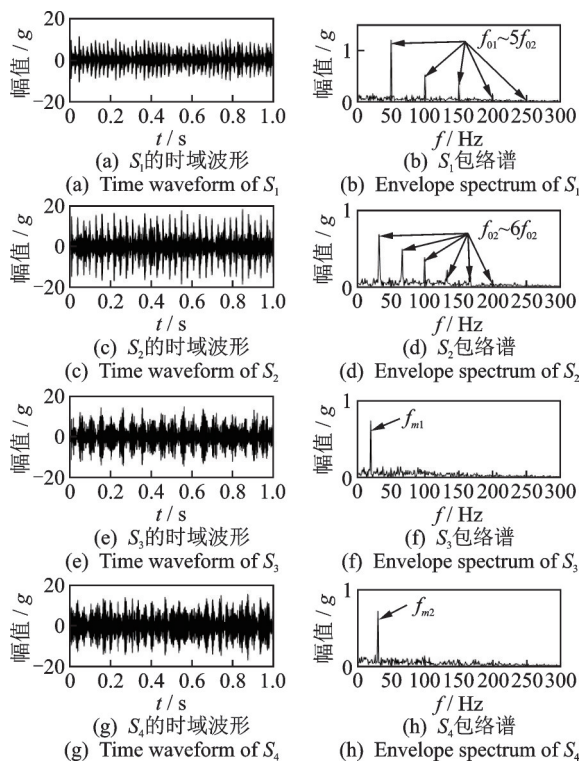 幅值 / g
20
0
−20
0 0.2 0.4 0.6 0.8 1.0
t / s
(a) S₁的时域波形
(a) Time waveform of S₁
幅值 / g
1
0
f₀₁~5f₀₂
0 50 100 150 200 250 300
f / Hz
(b) S₁包络谱
(b) Envelope spectrum of S₁
幅值 / g
20
0
−20
0 0.2 0.4 0.6 0.8 1.0
t / s
(c) S₂的时域波形
(c) Time waveform of S₂
幅值 / g
1
0
f₀₂~6f₀₂
0 50 100 150 200 250 300
f / Hz
(d) S₂包络谱
(d) Envelope spectrum of S₂
幅值 / g
20
0
−20
0 0.2 0.4 0.6 0.8 1.0
t / s
(e) S₃的时域波形
(e) Time waveform of S₃
幅值 / g
1
0
fₘ₁
0 50 100 150 200 250 300
f / Hz
(f) S₃包络谱
(f) Envelope spectrum of S₃
幅值 / g
20
0
−20
0 0.2 0.4 0.6 0.8 1.0
t / s
(g) S₄的时域波形
(g) Time waveform of S₄
幅值 / g
1
0
fₘ₂
0 50 100 150 200 250 300
f / Hz
(h) S₄包络谱
(h) Envelope spectrum of S₄